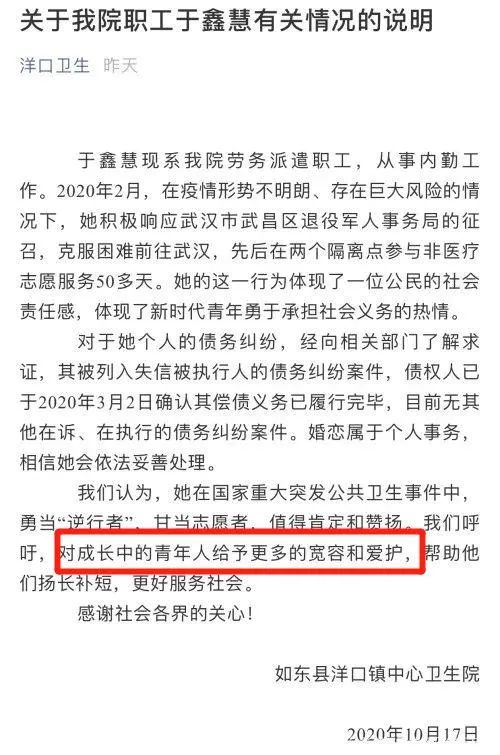 关于我院职工于鑫慧有关情况的说明
洋口卫生 昨天
于鑫慧现系我院劳务派遣职工，从事内勤工
作。2020年2月，在疫情形势不明朗、存在巨大风险的情
况下，她积极响应武汉市武昌区退役军人事务局的征
召，克服困难前往武汉，先后在两个隔离点参与非医疗
志愿服务50多天。她的这一行为体现了一位公民的社会
责任感，体现了新时代青年勇于承担社会义务的热情。
对于她个人的债务纠纷，经向相关部门了解求
证，其被列入失信被执行人的债务纠纷案件，债权人已
于2020年3月2日确认其偿债义务已履行完毕，目前无其
他在诉、在执行的债务纠纷案件。婚恋属于个人事务，
相信她会依法妥善处理。
我们认为，她在国家重大突发公共卫生事件中，
勇当“逆行者”，甘当志愿者，值得肯定和赞扬。我们呼
吁，对成长中的青年人给予更多的宽容和爱护，帮助他
们扬长补短，更好服务社会。
感谢社会各界的关心！
如东县洋口镇中心卫生院
2020年10月17日